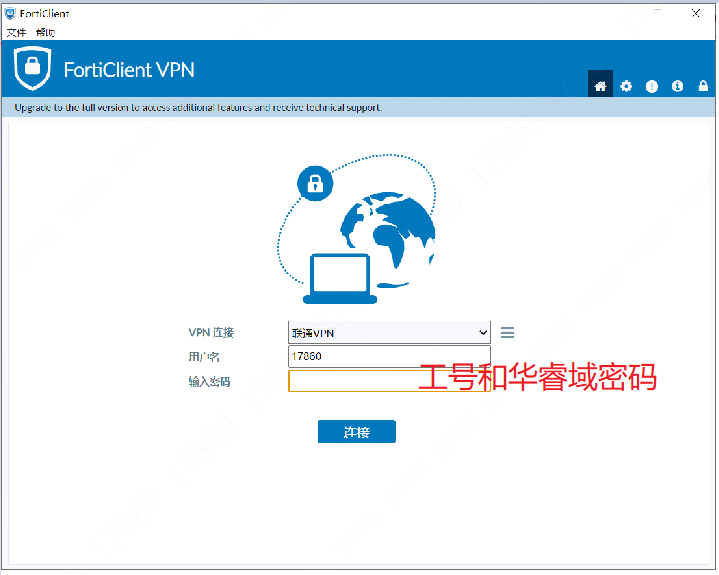 FortiClient
文件 帮助
FortiClient VPN
Upgrade to the full version to access additional features and receive technical support.
VPN 连接 联通VPN
用户名 17860
输入密码
工号和华睿域密码
连接
17860 17860